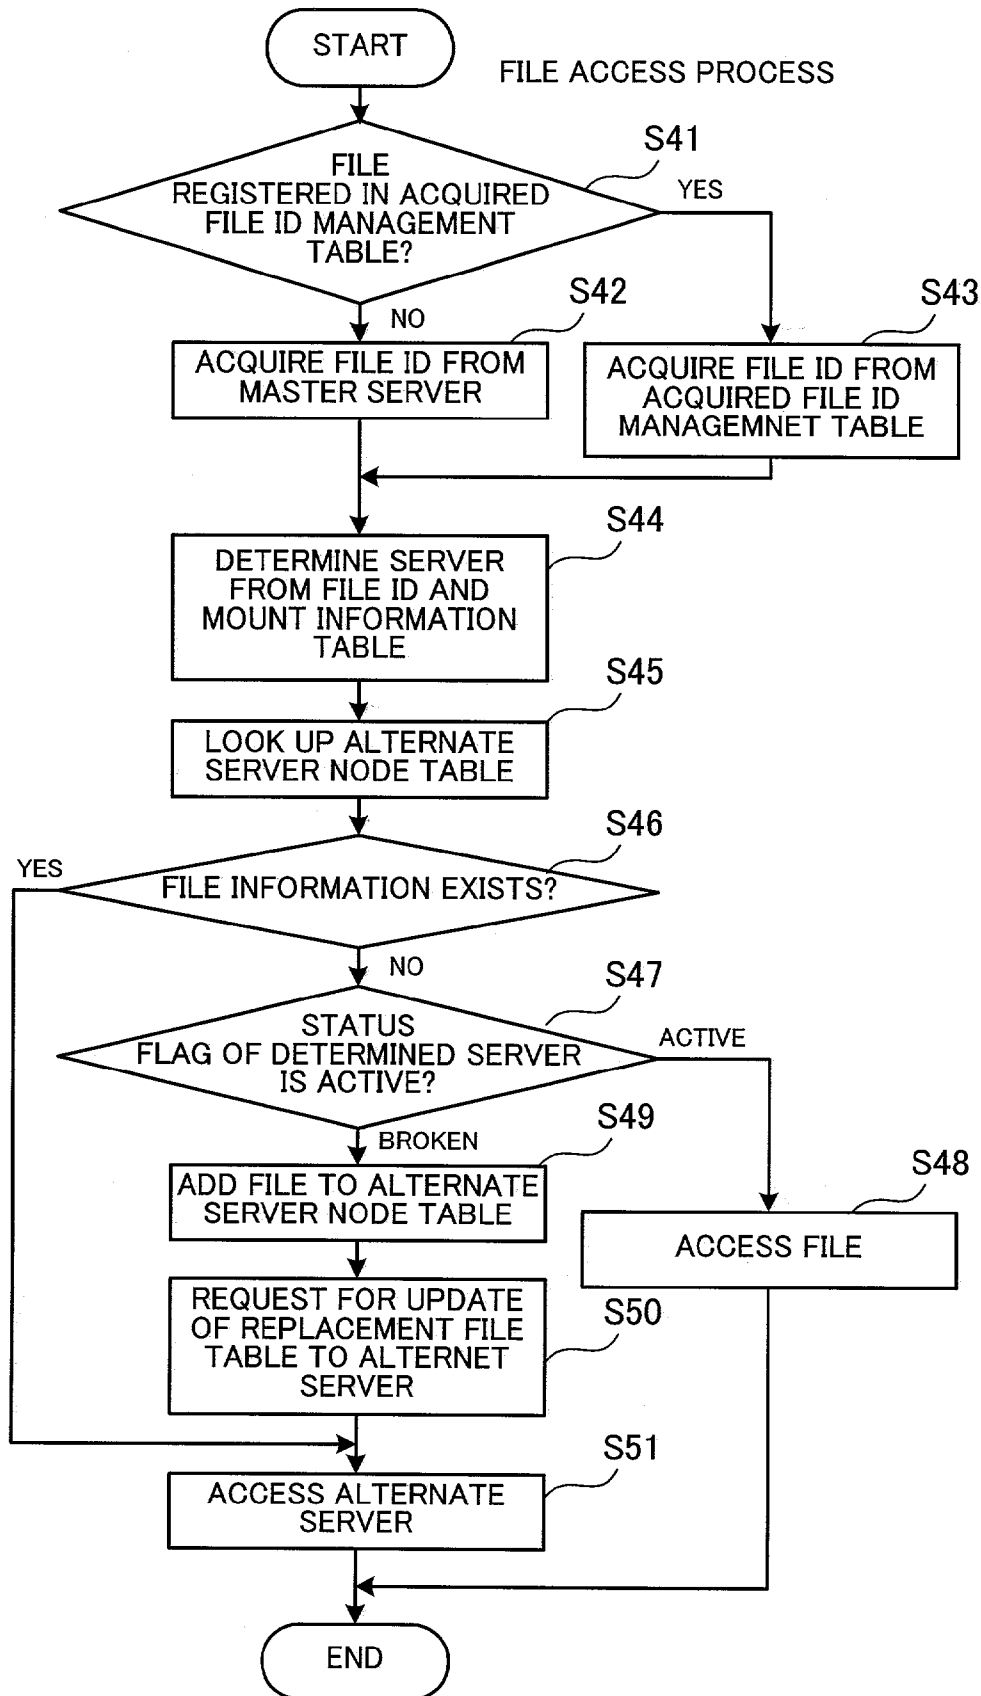 START
FILE ACCESS PROCESS
S41
FILE
REGISTERED IN ACQUIRED
FILE ID MANAGEMENT
TABLE?
YES
NO
S42
ACQUIRE FILE ID FROM
MASTER SERVER
S43
ACQUIRE FILE ID FROM
ACQUIRED FILE ID
MANAGEMNET TABLE
S44
DETERMINE SERVER
FROM FILE ID AND
MOUNT INFORMATION
TABLE
S45
LOOK UP ALTERNATE
SERVER NODE TABLE
S46
YES
FILE INFORMATION EXISTS?
NO
S47
STATUS
FLAG OF DETERMINED SERVER
IS ACTIVE?
ACTIVE
BROKEN
S49
ADD FILE TO ALTERNATE
SERVER NODE TABLE
S48
ACCESS FILE
S50
REQUEST FOR UPDATE
OF REPLACEMENT FILE
TABLE TO ALTERNET
SERVER
S51
ACCESS ALTERNATE
SERVER
END